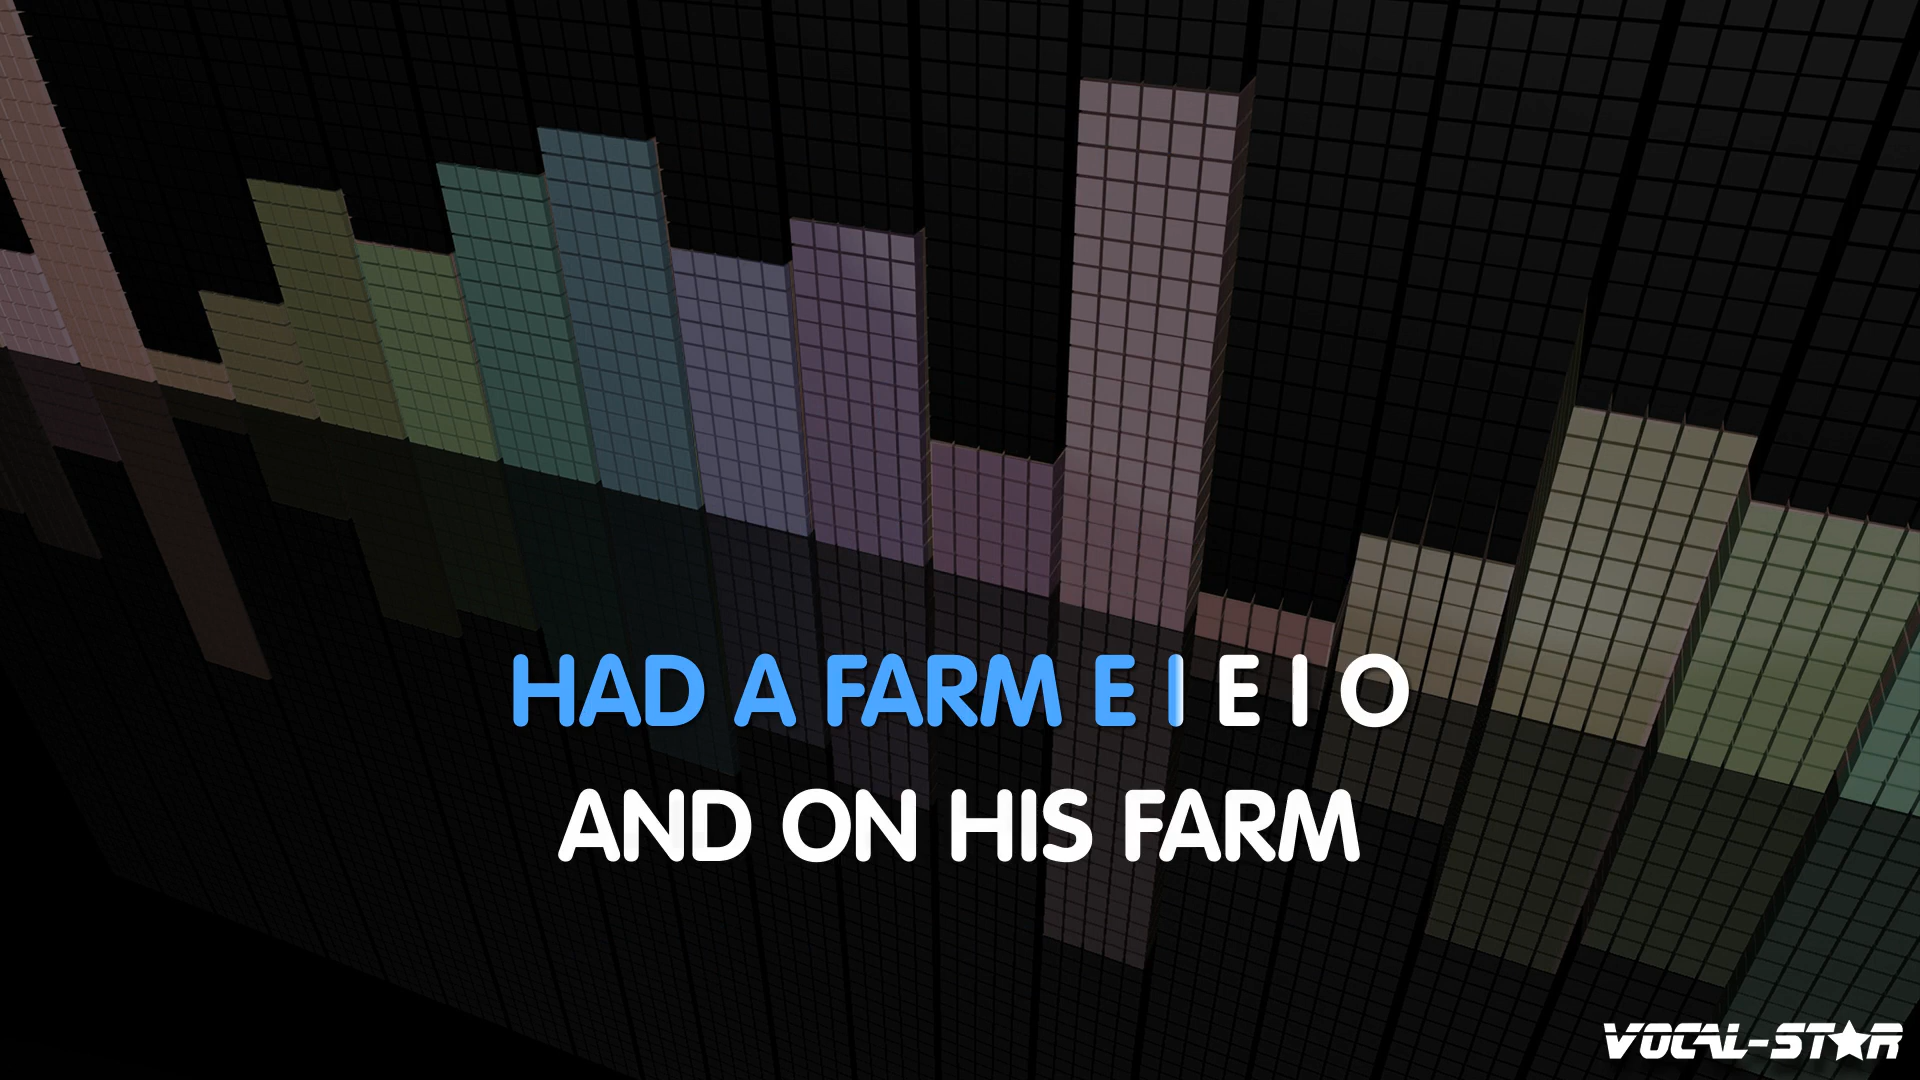 HAD A FARM E I E I O
AND ON HIS FARM
VOCAL-STAR